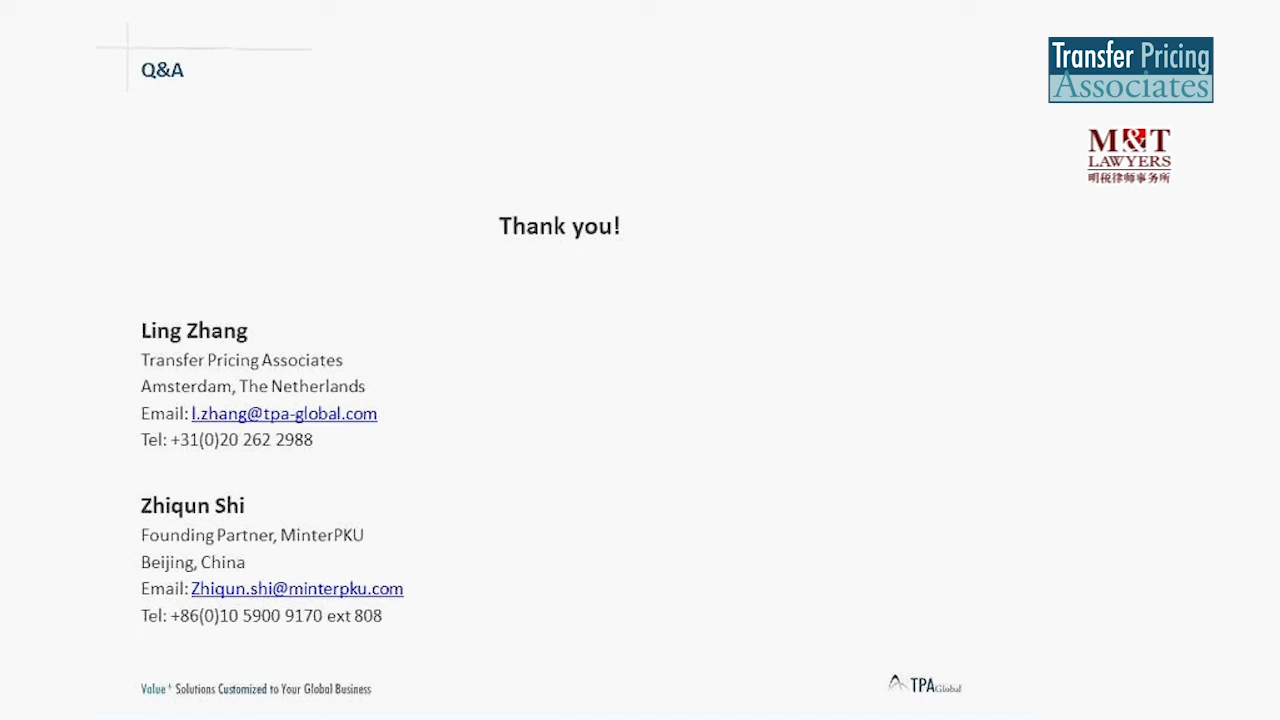 Q&A
Transfer Pricing
Associates
M&T
LAWYERS
明税律师事务所
Thank you!
Ling Zhang
Transfer Pricing Associates
Amsterdam, The Netherlands
Email: l.zhang@tpa-global.com
Tel: +31(0)20 262 2988
Zhiqun Shi
Founding Partner, MinterPKU
Beijing, China
Email: Zhiqun.shi@minterpku.com
Tel: +86(0)10 5900 9170 ext 808
Value+ Solutions Customized to Your Global Business
TPA Global